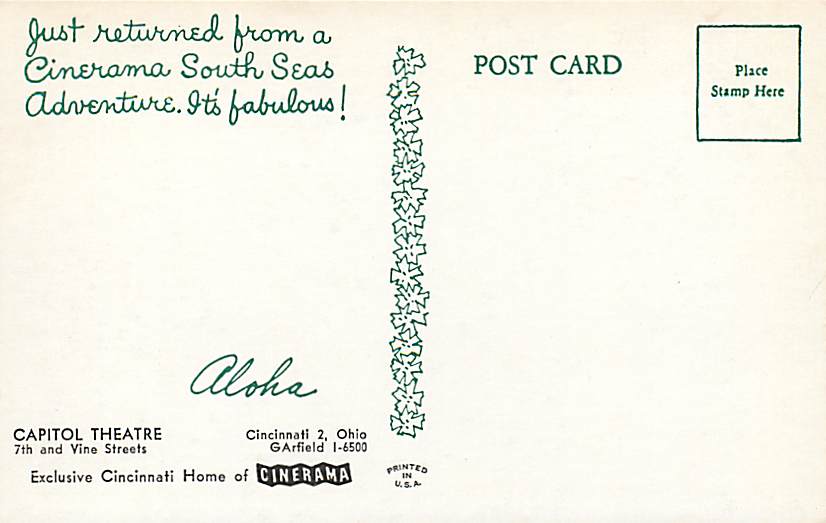 Just returned from a
Cinerama South Seas
Adventure. It's fabulous!
Aloha
CAPITOL THEATRE
7th and Vine Streets
Cincinnati 2, Ohio
GArfield 1-6500
Exclusive Cincinnati Home of CINERAMA
POST CARD
Place
Stamp Here
PRINTED
IN
U.S.A.